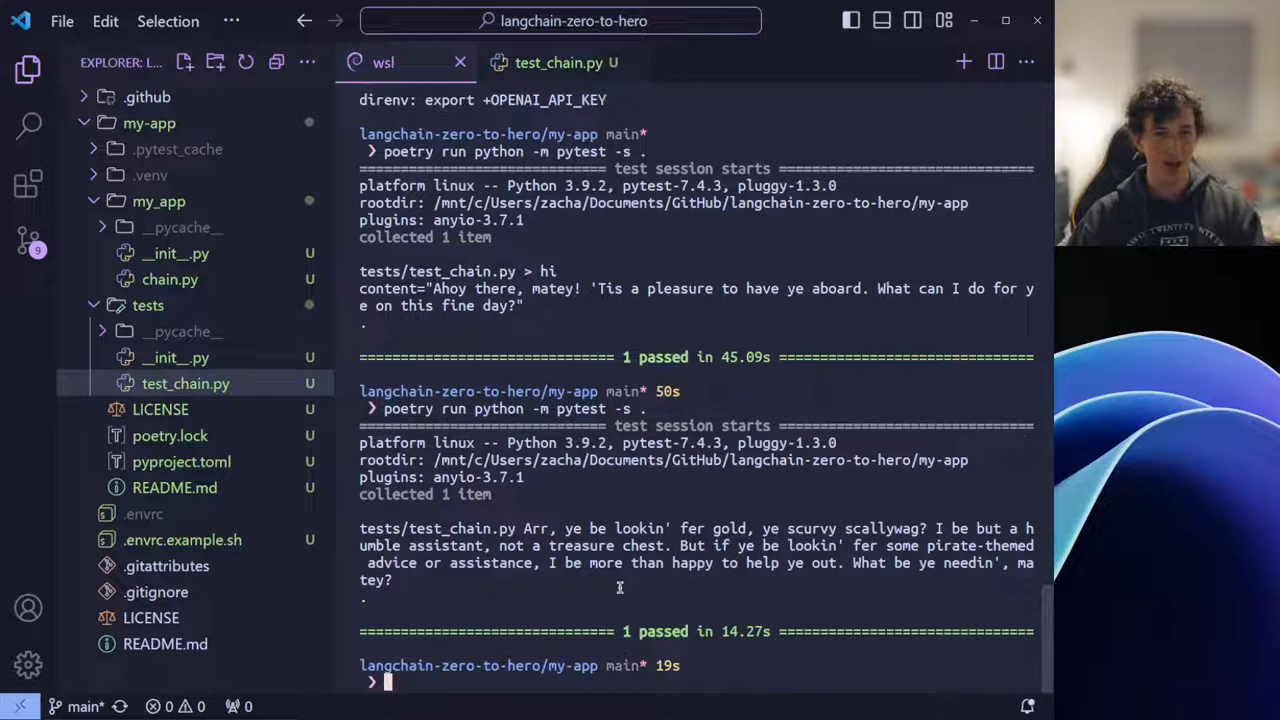 File Edit Selection ···
langchain-zero-to-hero
EXPLORER: L...
wsl
test_chain.py U
.github
my-app
.pytest_cache
.venv
my_app
__pycache__
__init__.py U
chain.py U
tests
__pycache__
__init__.py U
test_chain.py U
LICENSE U
poetry.lock U
pyproject.toml U
README.md U
.envrc
.envrc.example.sh U
.gitattributes
.gitignore
LICENSE
README.md
9
direnv: export +OPENAI_API_KEY
langchain-zero-to-hero/my-app main*
❯ poetry run python -m pytest -s .
============================= test session starts ==============================
platform linux -- Python 3.9.2, pytest-7.4.3, pluggy-1.3.0
rootdir: /mnt/c/Users/zacha/Documents/GitHub/langchain-zero-to-hero/my-app
plugins: anyio-3.7.1
collected 1 item
tests/test_chain.py > hi
content="Ahoy there, matey! 'Tis a pleasure to have ye aboard. What can I do for y
e on this fine day?"
.
============================== 1 passed in 45.09s ==============================
langchain-zero-to-hero/my-app main* 50s
❯ poetry run python -m pytest -s .
============================= test session starts ==============================
platform linux -- Python 3.9.2, pytest-7.4.3, pluggy-1.3.0
rootdir: /mnt/c/Users/zacha/Documents/GitHub/langchain-zero-to-hero/my-app
plugins: anyio-3.7.1
collected 1 item
tests/test_chain.py Arr, ye be lookin' fer gold, ye scurvy scallywag? I be but a h
umble assistant, not a treasure chest. But if ye be lookin' fer some pirate-themed
advice or assistance, I be more than happy to help ye out. What be ye needin', ma
tey?
.
============================== 1 passed in 14.27s ==============================
langchain-zero-to-hero/my-app main* 19s
❯
main* 0 0 0